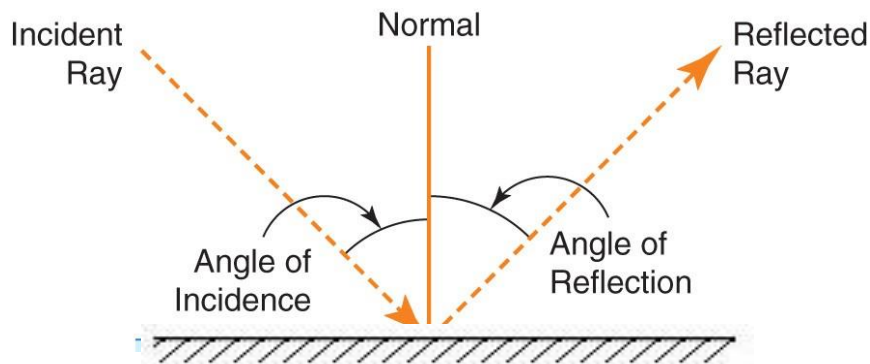 Incident
Ray
Normal
Reflected
Ray
Angle of
Incidence
Angle of
Reflection